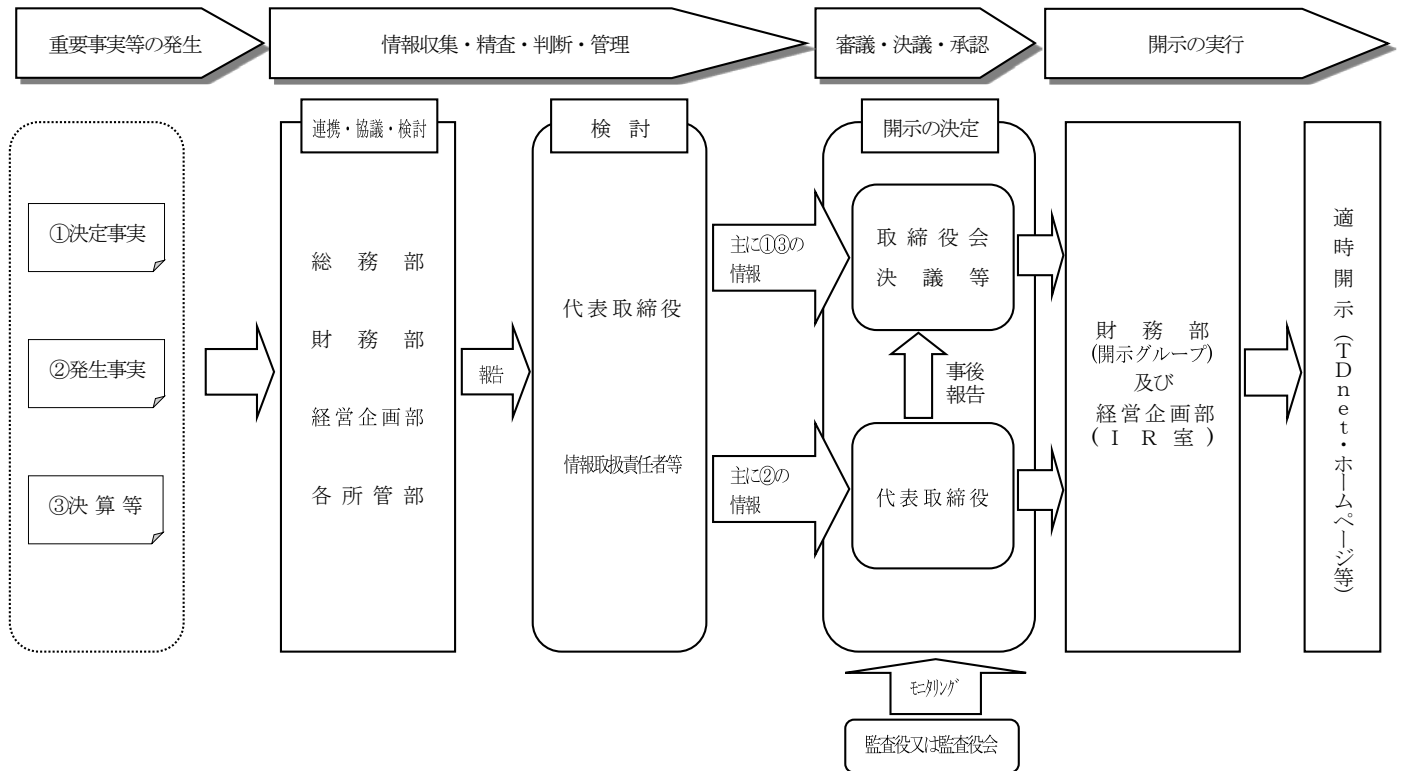 重要事実等の発生
情報収集・精査・判断・管理
審議・決議・承認
開示の実行
①決定事実
②発生事実
③決算等
連携・協議・検討
総務部
財務部
経営企画部
各所管部
報告
検討
代表取締役
情報取扱責任者等
主に①③の
情報
主に②の
情報
開示の決定
取締役会
決議等
事後
報告
代表取締役
モニタリング
監査役又は監査役会
財務部
(開示グループ)
及び
経営企画部
(IR室)
適時開示(TDnet・ホームページ等)